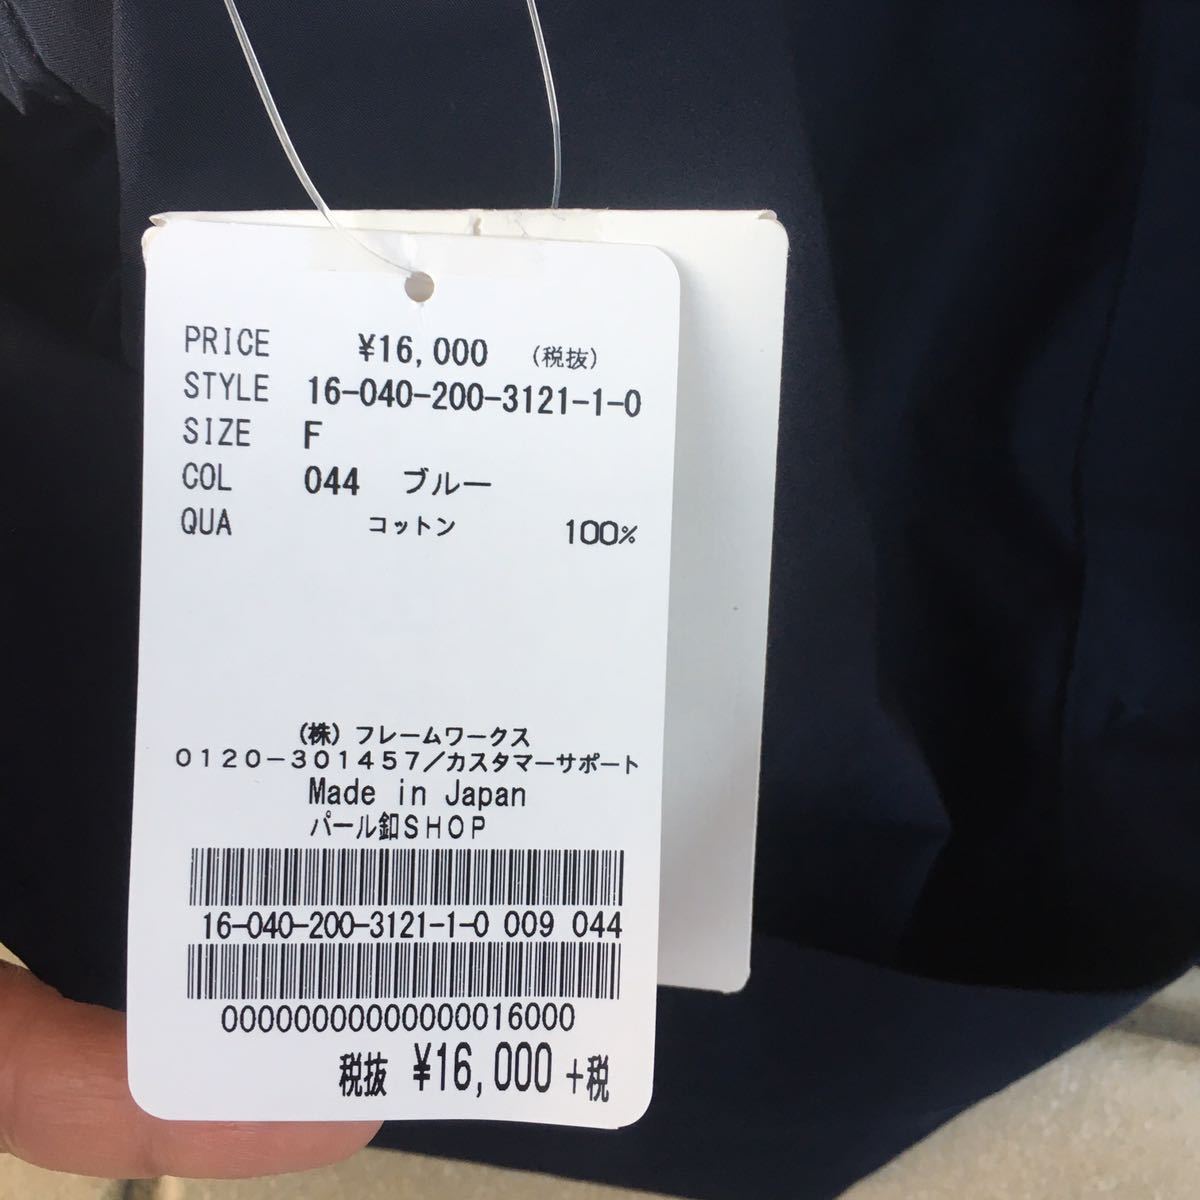 PRICE ¥16,000 (税抜)
STYLE 16-040-200-3121-1-0
SIZE F
COL 044 ブルー
QUA コットン 100%
(株)フレームワークス
0120-301457/カスタマーサポート
Made in Japan
パール釦SHOP
16-040-200-3121-1-0 009 044
00000000000000016000
税抜 ¥16,000 +税